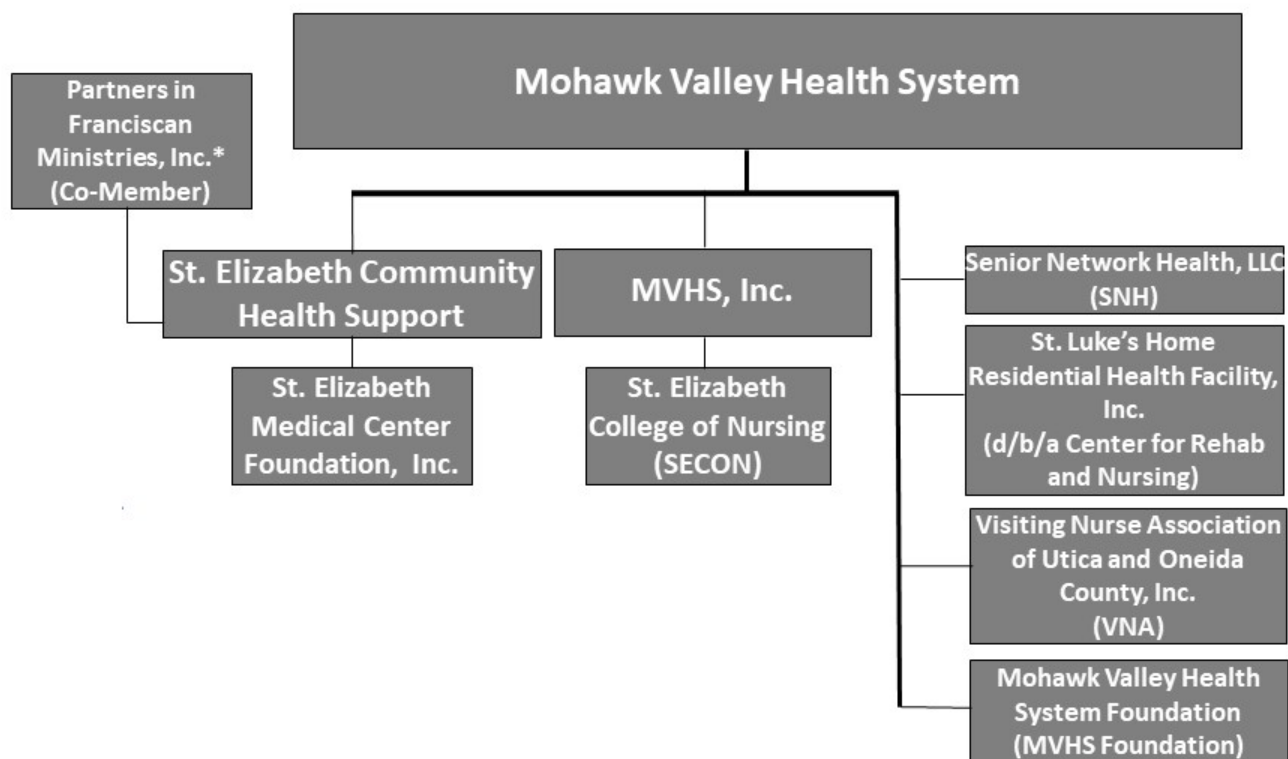 Mohawk Valley Health System
Partners in
Franciscan
Ministries, Inc.*
(Co-Member)
St. Elizabeth Community
Health Support
MVHS, Inc.
St. Elizabeth
Medical Center
Foundation, Inc.
St. Elizabeth
College of Nursing
(SECON)
Senior Network Health, LLC
(SNH)
St. Luke’s Home
Residential Health Facility,
Inc.
(d/b/a Center for Rehab
and Nursing)
Visiting Nurse Association
of Utica and Oneida
County, Inc.
(VNA)
Mohawk Valley Health
System Foundation
(MVHS Foundation)